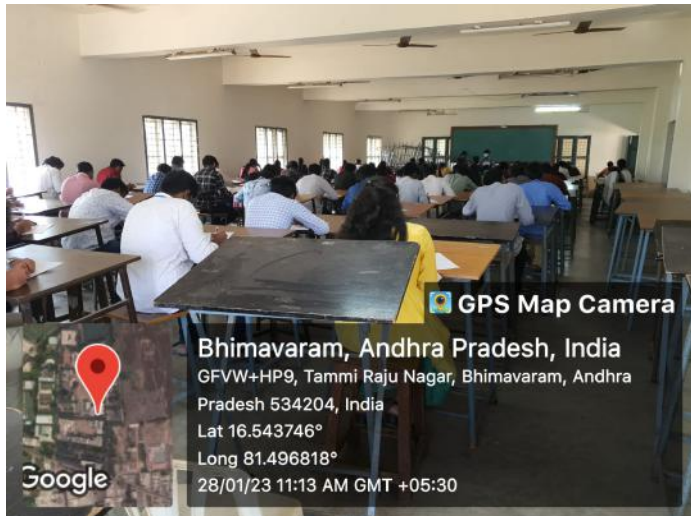 GPS Map Camera
Bhimavaram, Andhra Pradesh, India
GFVW+HP9, Tammi Raju Nagar, Bhimavaram, Andhra
Pradesh 534204, India
Lat 16.543746°
Long 81.496818°
28/01/23 11:13 AM GMT +05:30
Google